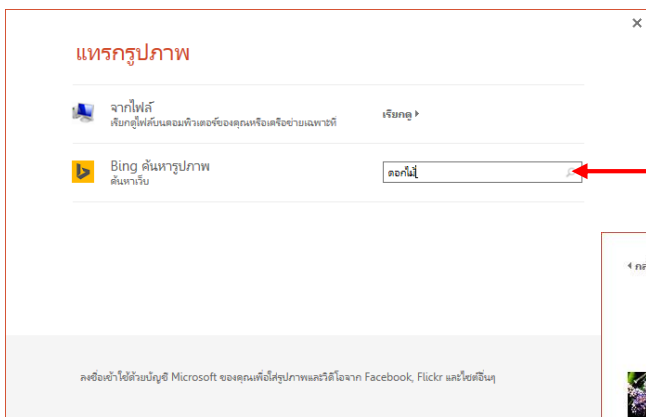 แทรกรูปภาพ
จากไฟล์
เรียกดูไฟล์บนคอมพิวเตอร์ของคุณหรือเครือข่ายเฉพาะที่
เรียกดู
Bing ค้นหารูปภาพ
ค้นหาเว็บ
ดอกไม้
ลงชื่อเข้าใช้ด้วยบัญชี Microsoft ของคุณเพื่อใส่รูปภาพและวิดีโอจาก Facebook, Flickr และไซต์อื่นๆ